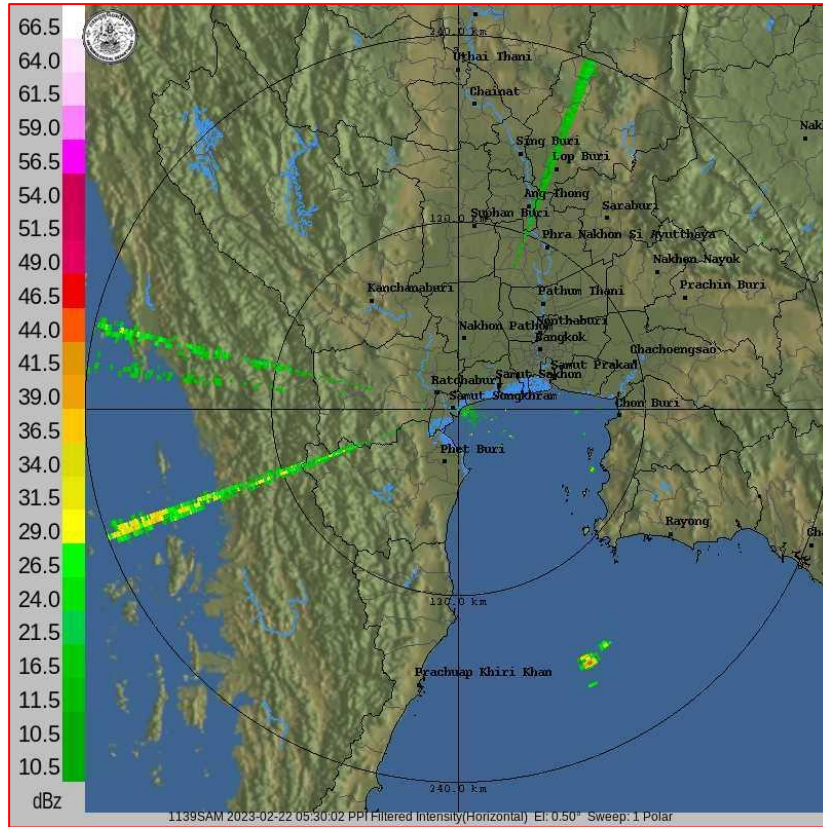 66.5
64.0
61.5
59.0
56.5
54.0
51.5
49.0
46.5
44.0
41.5
39.0
36.5
34.0
31.5
29.0
26.5
24.0
21.5
16.5
11.5
10.5
10.5
dBz
240.0 km
Uthai Thani
Chainat
Nak
Sing Buri
Lop Buri
Ang Thong
Saraburi
Suphan Buri
120.0 km
Phra Nakhon Si Ayutthaya
Nakhon Nayok
Prachin Buri
Kanchanaburi
Pathum Thani
Nonthaburi
Nakhon Pathom
Bangkok
Chachoengsao
Samut Prakan
Samut Sakhon
Ratchaburi
Samut Songkhram
Chon Buri
Phet Buri
Rayong
Cha
120.0 km
Prachuap Khiri Khan
240.0 km
1139SAM 2023-02-22 05:30:02 PPI Filtered Intensity(Horizontal) El: 0.50° Sweep: 1 Polar